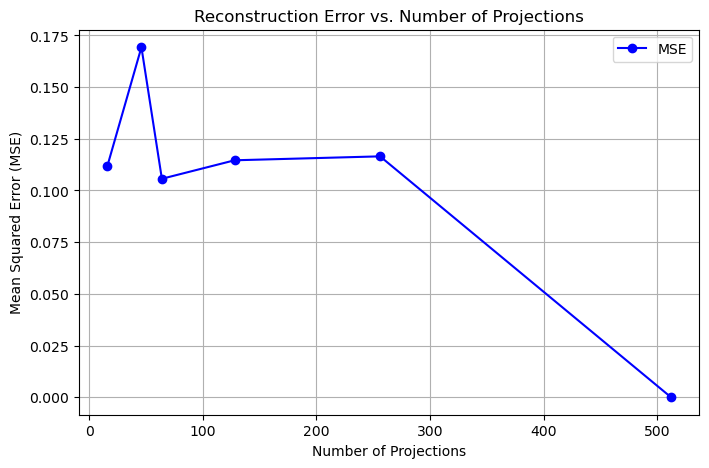 Reconstruction Error vs. Number of Projections
MSE
0.175
0.150
0.125
0.100
0.075
0.050
0.025
0.000
Mean Squared Error (MSE)
0 100 200 300 400 500
Number of Projections